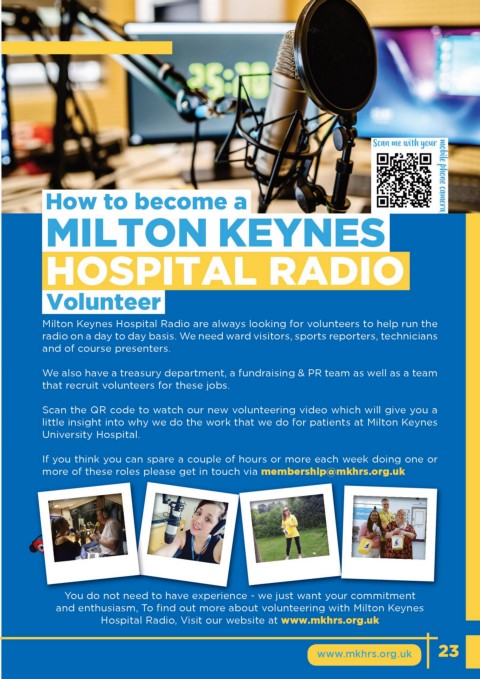 25:20
Scan me with your
mobile phone camera
How to become a
MILTON KEYNES
HOSPITAL RADIO
Volunteer
Milton Keynes Hospital Radio are always looking for volunteers to help run the
radio on a day to day basis. We need ward visitors, sports reporters, technicians
and of course presenters.
We also have a treasury department, a fundraising & PR team as well as a team
that recruit volunteers for these jobs.
Scan the QR code to watch our new volunteering video which will give you a
little insight into why we do the work that we do for patients at Milton Keynes
University Hospital.
If you think you can spare a couple of hours or more each week doing one or
more of these roles please get in touch via membership@mkhrs.org.uk
You do not need to have experience - we just want your commitment
and enthusiasm, To find out more about volunteering with Milton Keynes
Hospital Radio, Visit our website at www.mkhrs.org.uk
www.mkhrs.org.uk
23